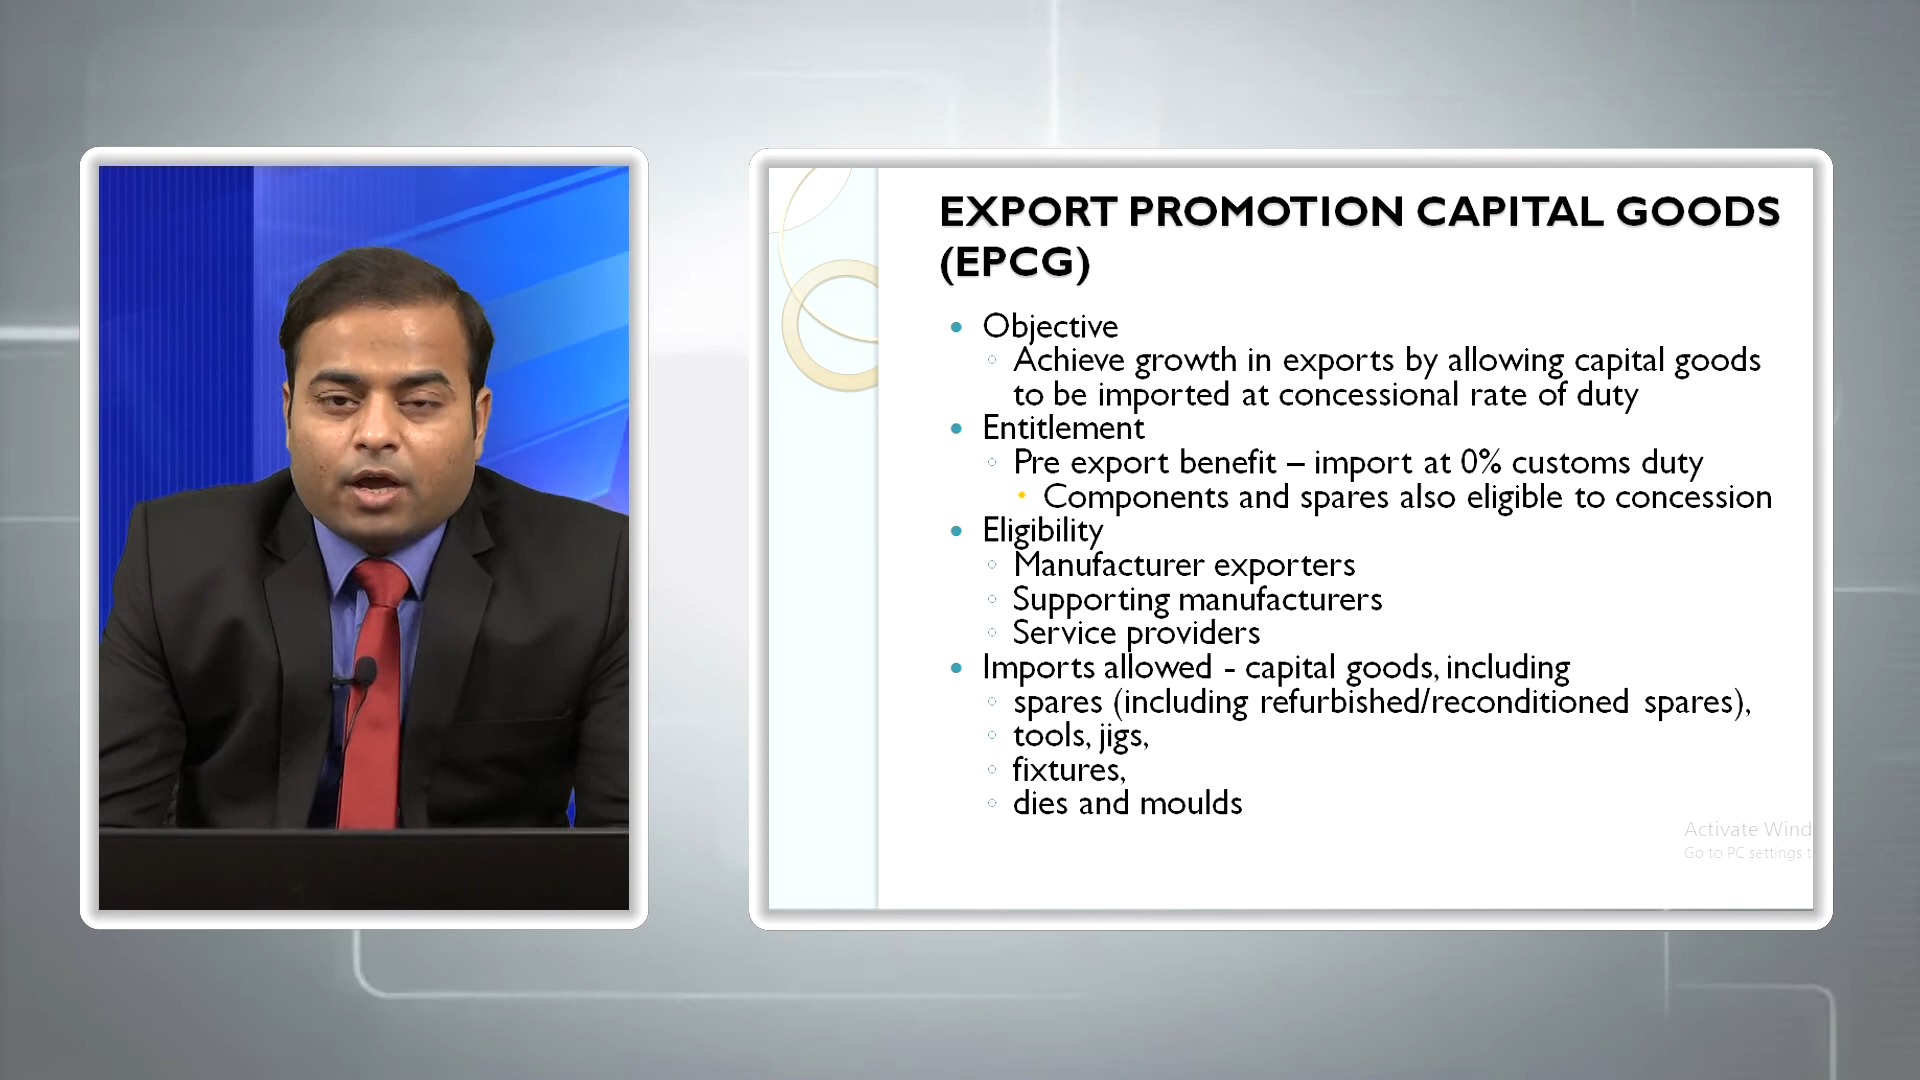 EXPORT PROMOTION CAPITAL GOODS
(EPCG)
Objective
Achieve growth in exports by allowing capital goods
to be imported at concessional rate of duty
Entitlement
Pre export benefit – import at 0% customs duty
Components and spares also eligible to concession
Eligibility
Manufacturer exporters
Supporting manufacturers
Service providers
Imports allowed - capital goods, including
spares (including refurbished/reconditioned spares),
tools, jigs,
fixtures,
dies and moulds
Activate Wind
Go to PC settings t